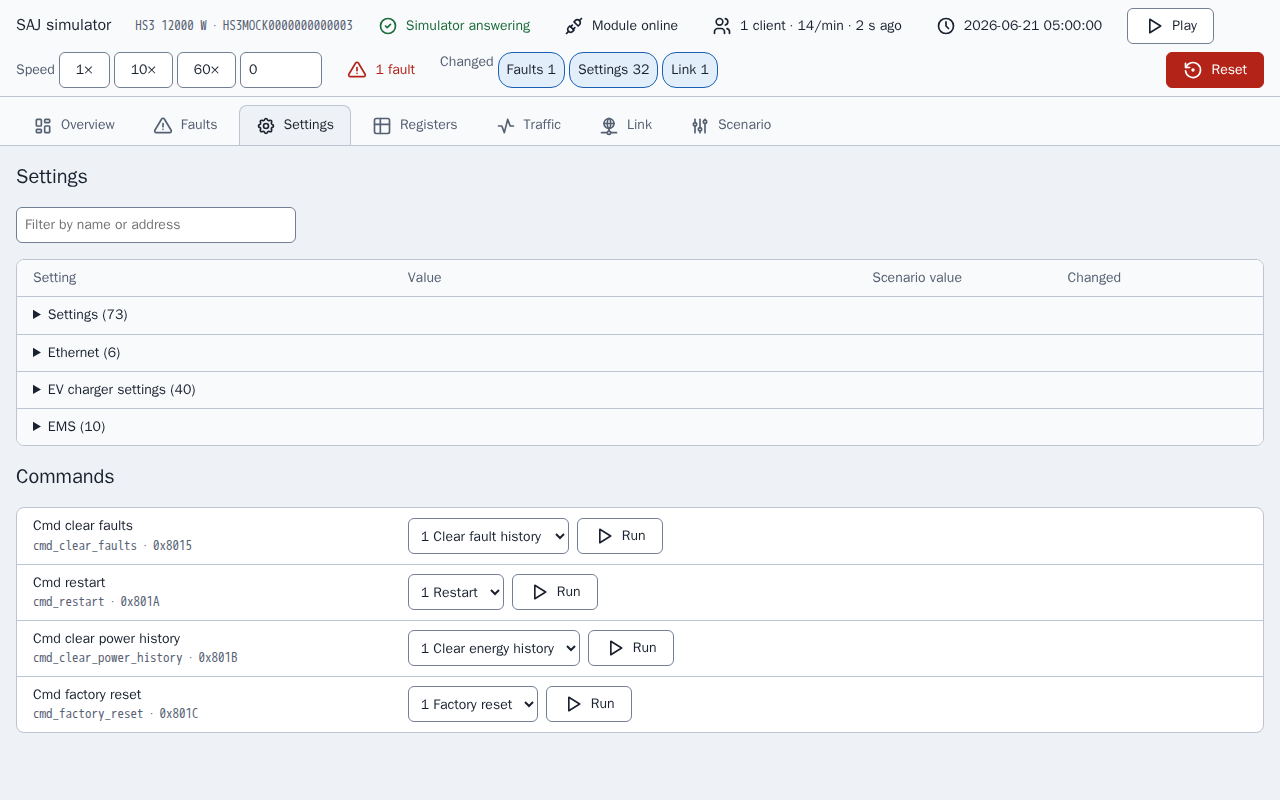 SAJ simulator HS3 12000 W · HS3MOCK0000000000003 Simulator answering Module online 1 client · 14/min · 2 s ago 2026-06-21 05:00:00 Play
Speed 1× 10× 60× 0 1 fault Changed Faults 1 Settings 32 Link 1 Reset
Overview Faults Settings Registers Traffic Link Scenario
Settings
Filter by name or address
Setting Value Scenario value Changed
Settings (73)
Ethernet (6)
EV charger settings (40)
EMS (10)
Commands
Cmd clear faults
cmd_clear_faults · 0x8015
1 Clear fault history Run
Cmd restart
cmd_restart · 0x801A
1 Restart Run
Cmd clear power history
cmd_clear_power_history · 0x801B
1 Clear energy history Run
Cmd factory reset
cmd_factory_reset · 0x801C
1 Factory reset Run